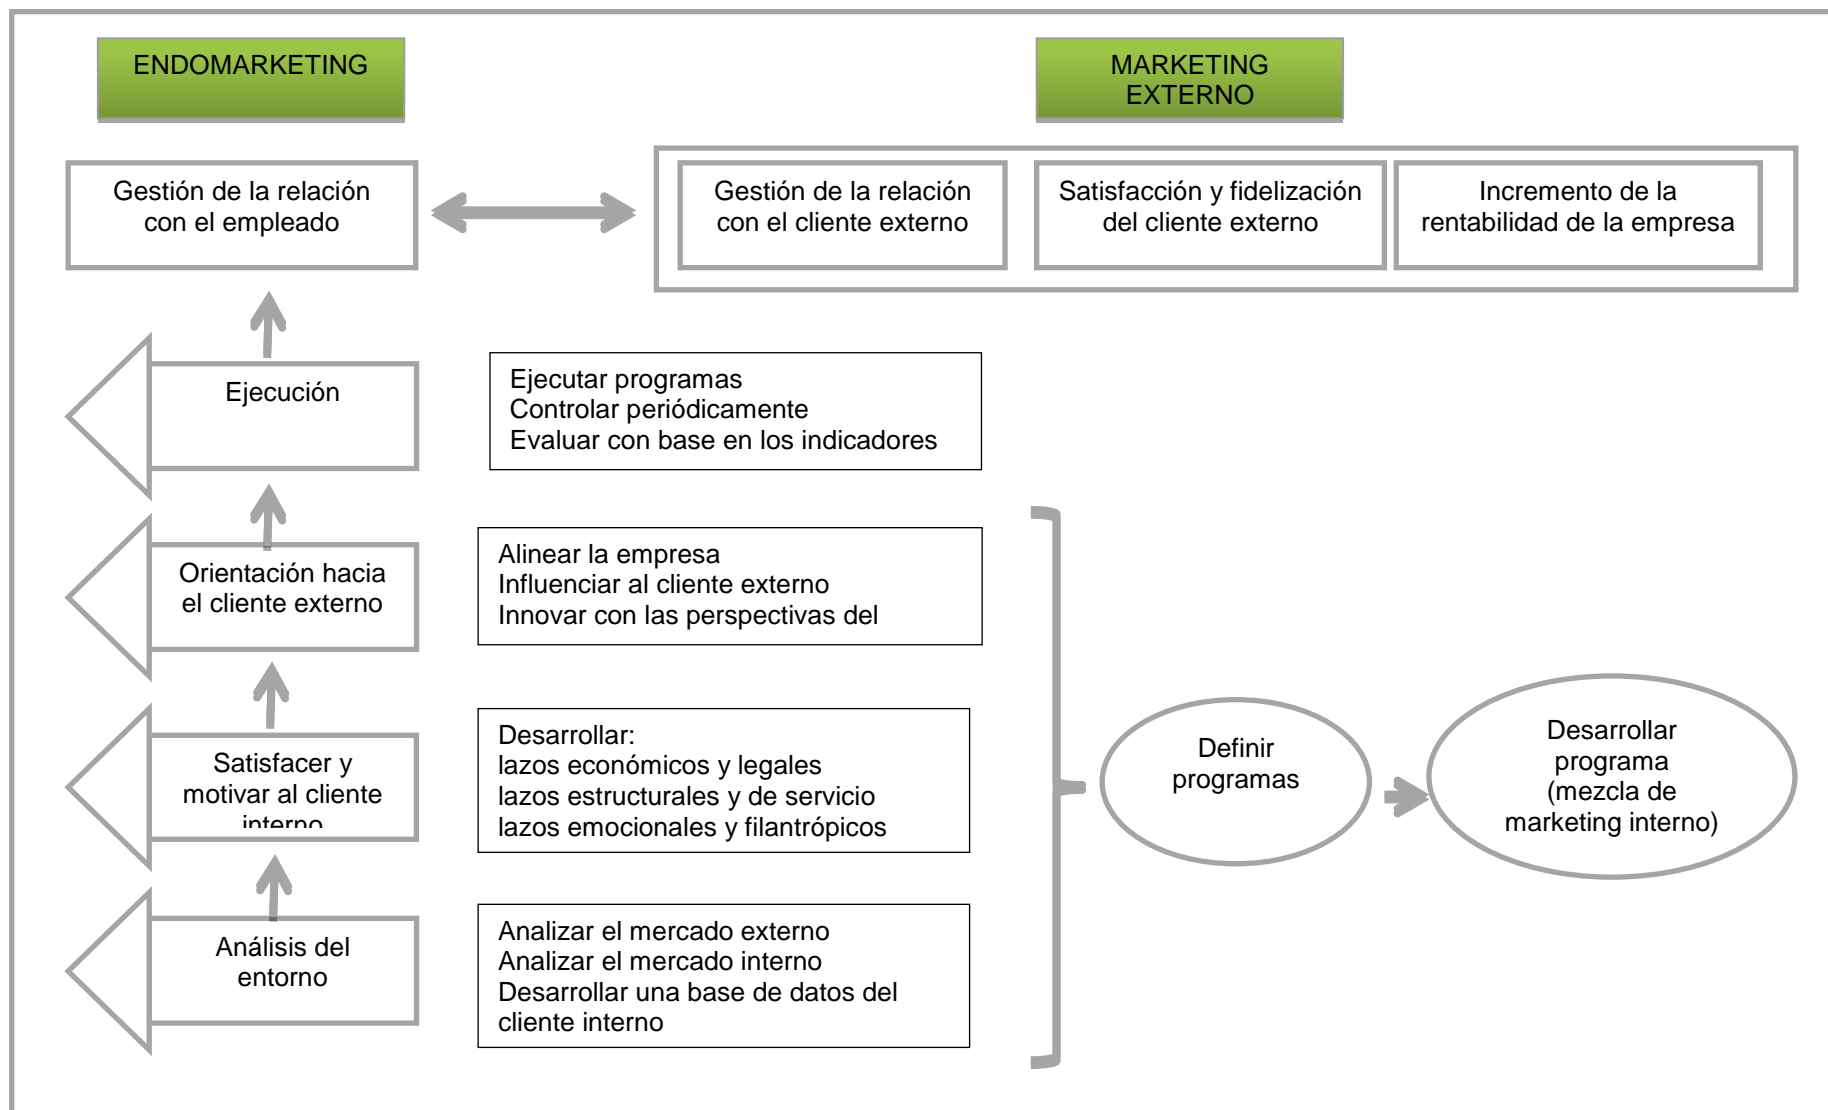 ENDOMARKETING
MARKETING
EXTERNO
Gestión de la relación
con el empleado
Gestión de la relación
con el cliente externo
Satisfacción y fidelización
del cliente externo
Incremento de la
rentabilidad de la empresa
Ejecución
Ejecutar programas
Controlar periódicamente
Evaluar con base en los indicadores
Orientación hacia
el cliente externo
Alinear la empresa
Influenciar al cliente externo
Innovar con las perspectivas del
Satisfacer y
motivar al cliente
interno
Desarrollar:
lazos económicos y legales
lazos estructurales y de servicio
lazos emocionales y filantrópicos
Definir
programas
Desarrollar
programa
(mezcla de
marketing interno)
Análisis del
entorno
Analizar el mercado externo
Analizar el mercado interno
Desarrollar una base de datos del
cliente interno